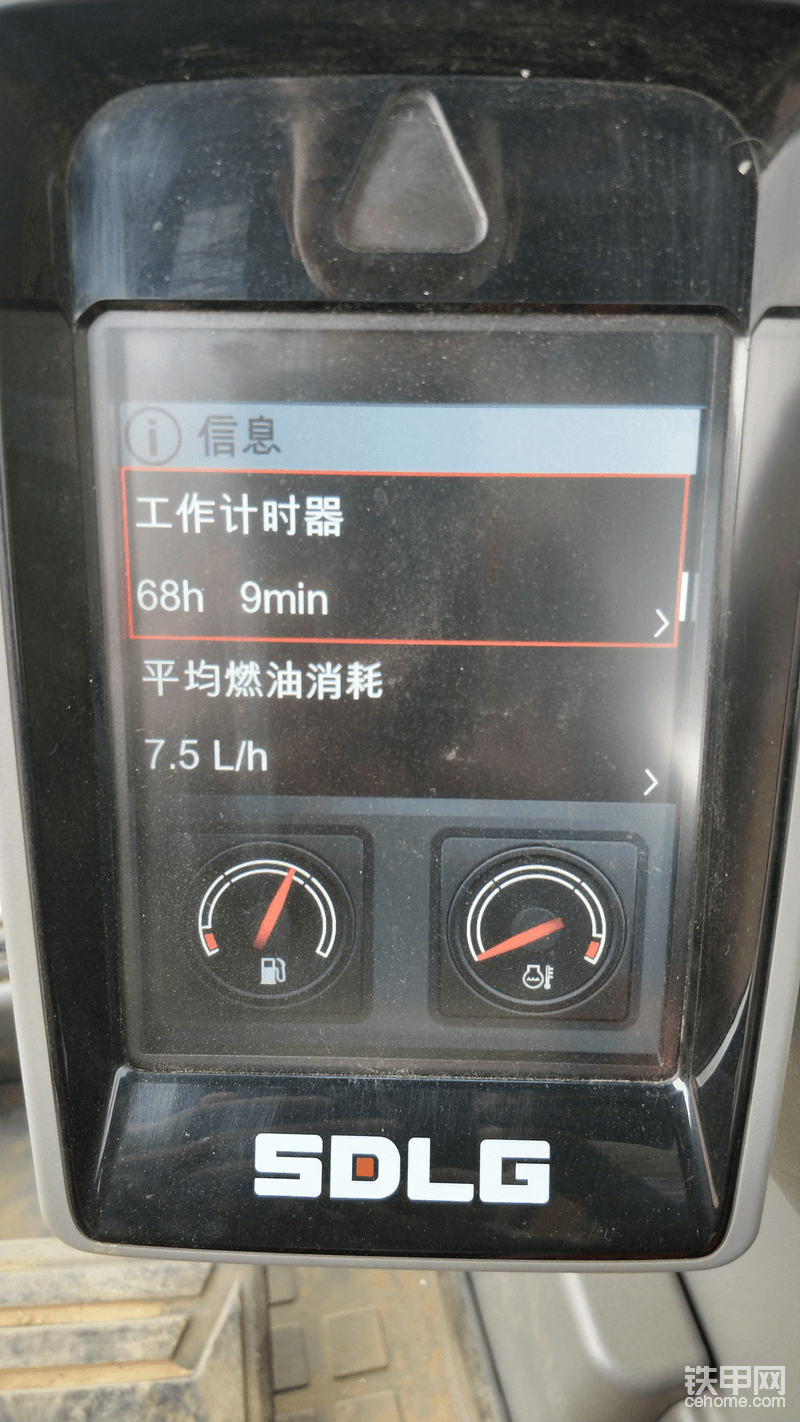 信息
工作计时器
68h 9min
平均燃油消耗
7.5 L/h
SDLG
铁甲网
cehome.com